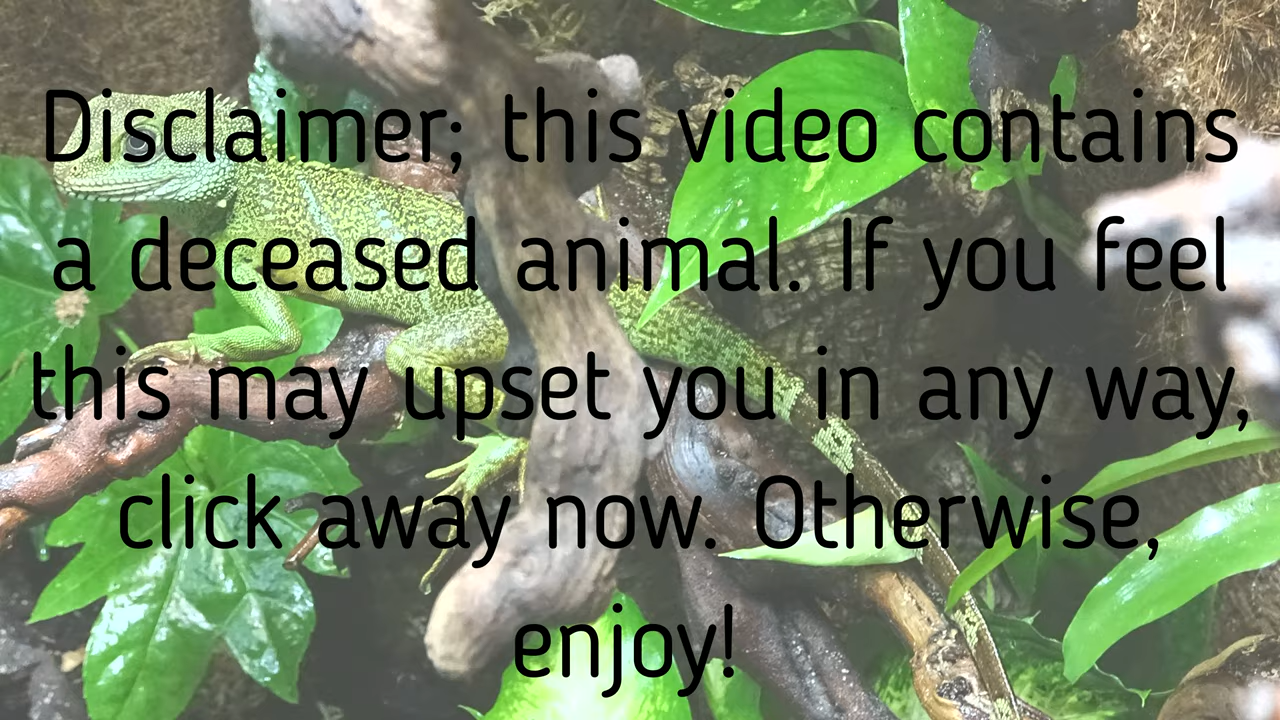 Disclaimer; this video contains
a deceased animal. If you feel
this may upset you in any way,
click away now. Otherwise,
enjoy!